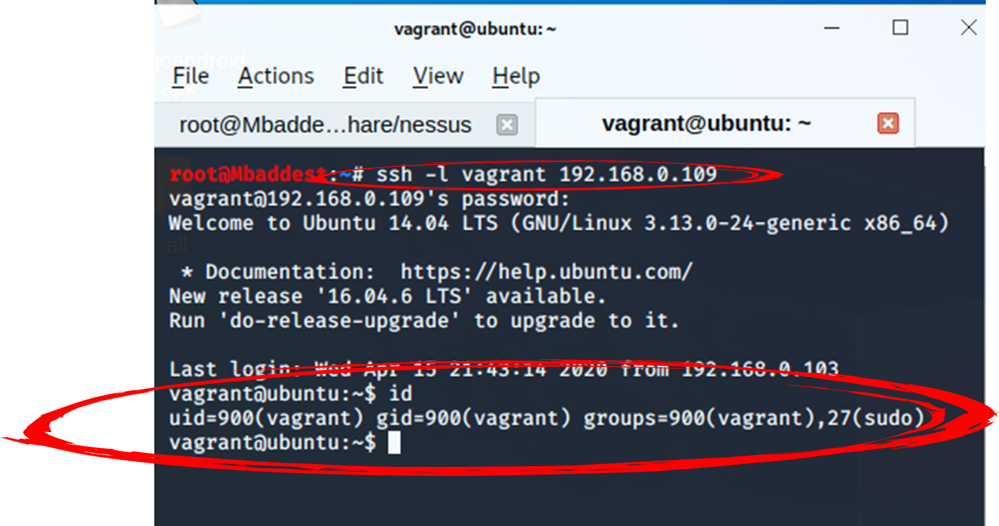 vagrant@ubuntu: ~
goandroid
.apk
File Actions Edit View Help
root@Mbadde...hare/nessus
vagrant@ubuntu: ~
root@Mbaddest:~# ssh -l vagrant 192.168.0.109
vagrant@192.168.0.109's password:
Welcome to Ubuntu 14.04 LTS (GNU/Linux 3.13.0-24-generic x86_64)
all
* Documentation: https://help.ubuntu.com/
New release '16.04.6 LTS' available.
Run 'do-release-upgrade' to upgrade to it.
Last login: Wed Apr 15 21:43:14 2020 from 192.168.0.103
vagrant@ubuntu:~$ id
uid=900(vagrant) gid=900(vagrant) groups=900(vagrant),27(sudo)
vagrant@ubuntu:~$